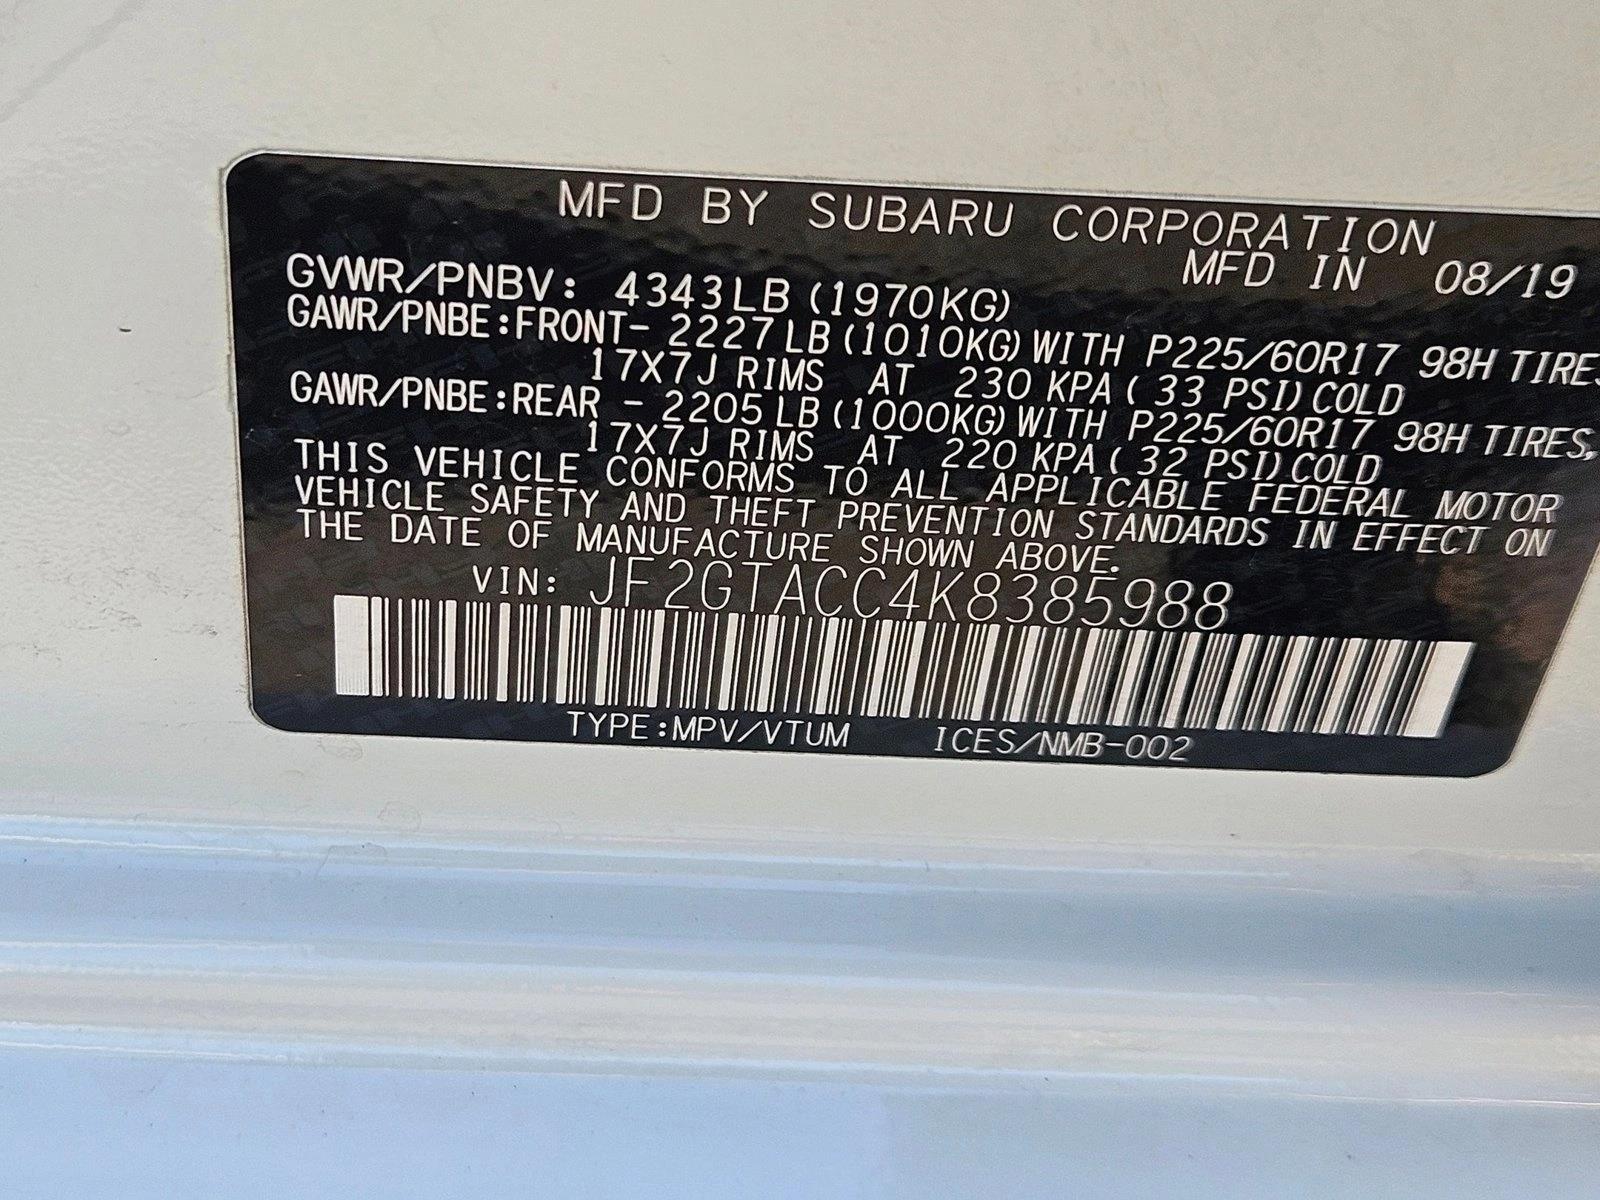 MFD BY SUBARU CORPORATION
MFD IN 08/19
GVWR/PNBV: 4343LB (1970KG)
GAWR/PNBE:FRONT- 2227LB (1010KG) WITH P225/60R17 98H TIRES
17X7J RIMS AT 230 KPA ( 33 PSI) COLD
GAWR/PNBE:REAR - 2205LB (1000KG) WITH P225/60R17 98H TIRES,
17X7J RIMS AT 220 KPA ( 32 PSI) COLD
THIS VEHICLE CONFORMS TO ALL APPLICABLE FEDERAL MOTOR
VEHICLE SAFETY AND THEFT PREVENTION STANDARDS IN EFFECT ON
THE DATE OF MANUFACTURE SHOWN ABOVE.
VIN: JF2GTACC4K8385988
TYPE:MPV/VTUM ICES/NMB-002